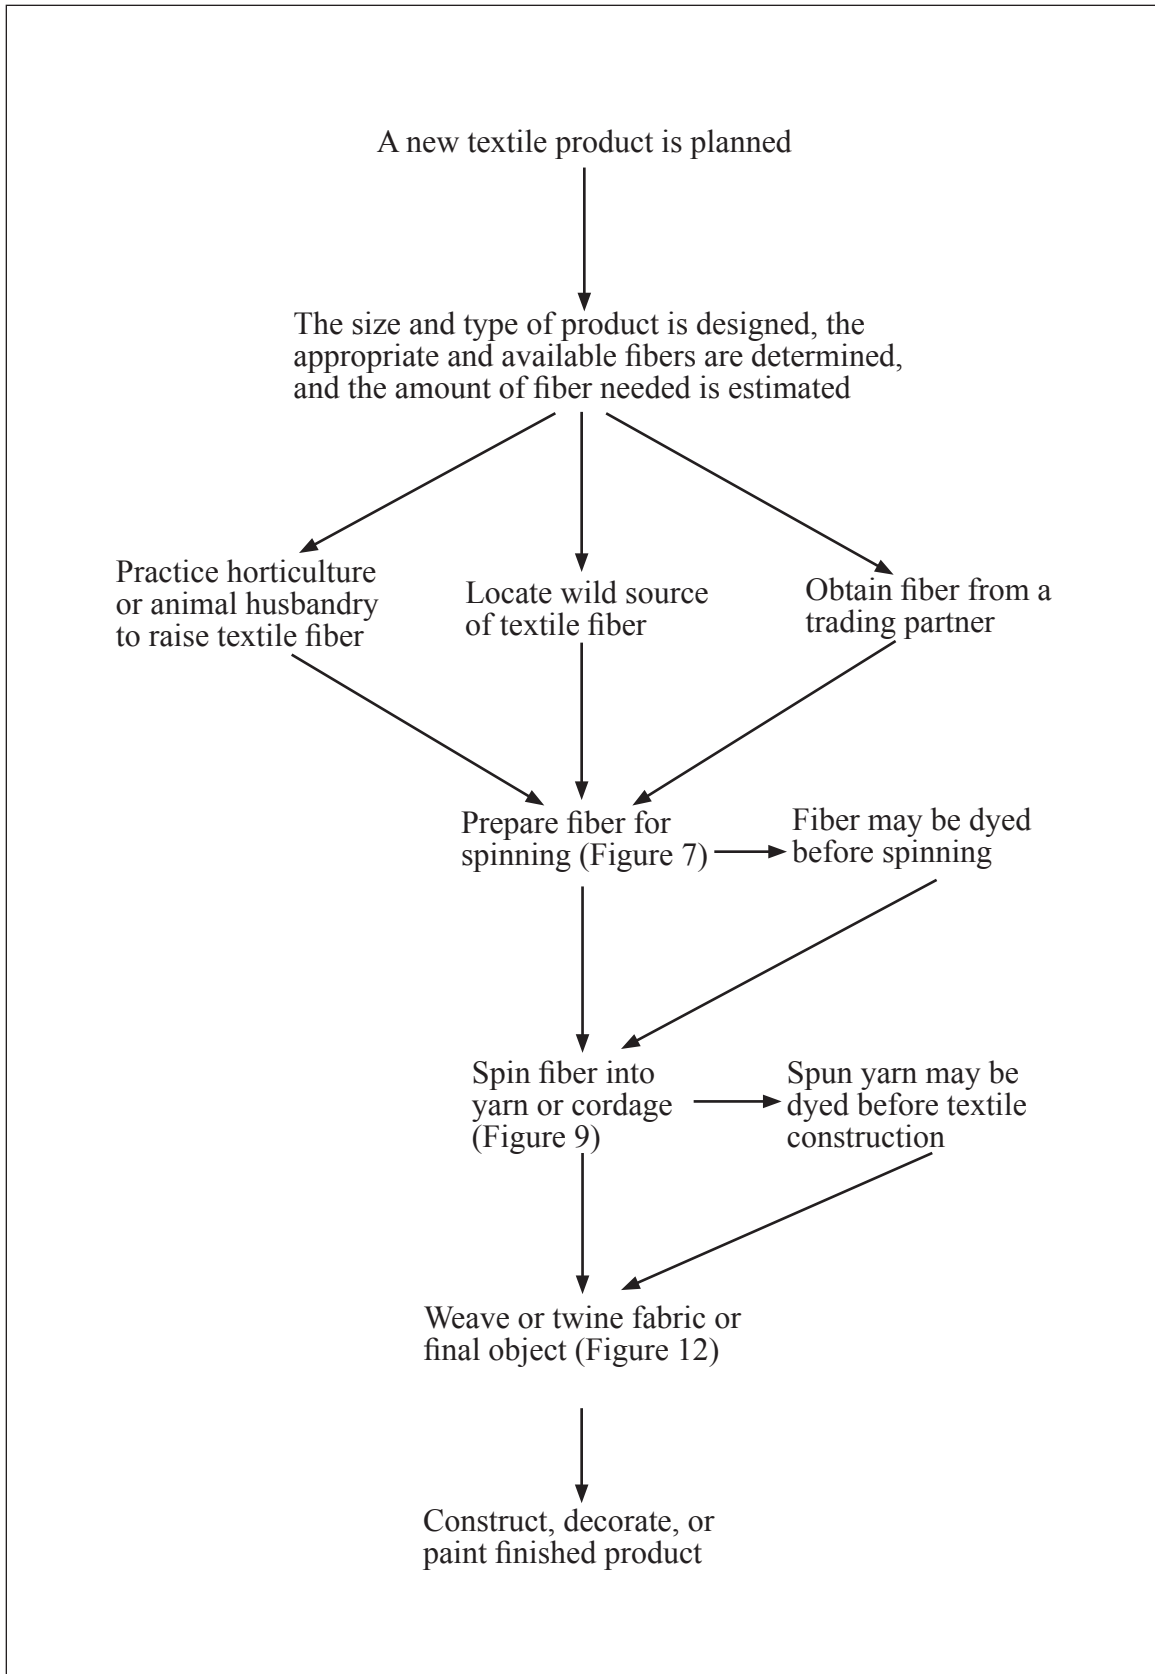 A new textile product is planned
The size and type of product is designed, the
appropriate and available fibers are determined,
and the amount of fiber needed is estimated
Practice horticulture
or animal husbandry
to raise textile fiber
Locate wild source
of textile fiber
Obtain fiber from a
trading partner
Prepare fiber for
spinning (Figure 7)
Fiber may be dyed
before spinning
Spin fiber into
yarn or cordage
(Figure 9)
Spun yarn may be
dyed before textile
construction
Weave or twine fabric or
final object (Figure 12)
Construct, decorate, or
paint finished product